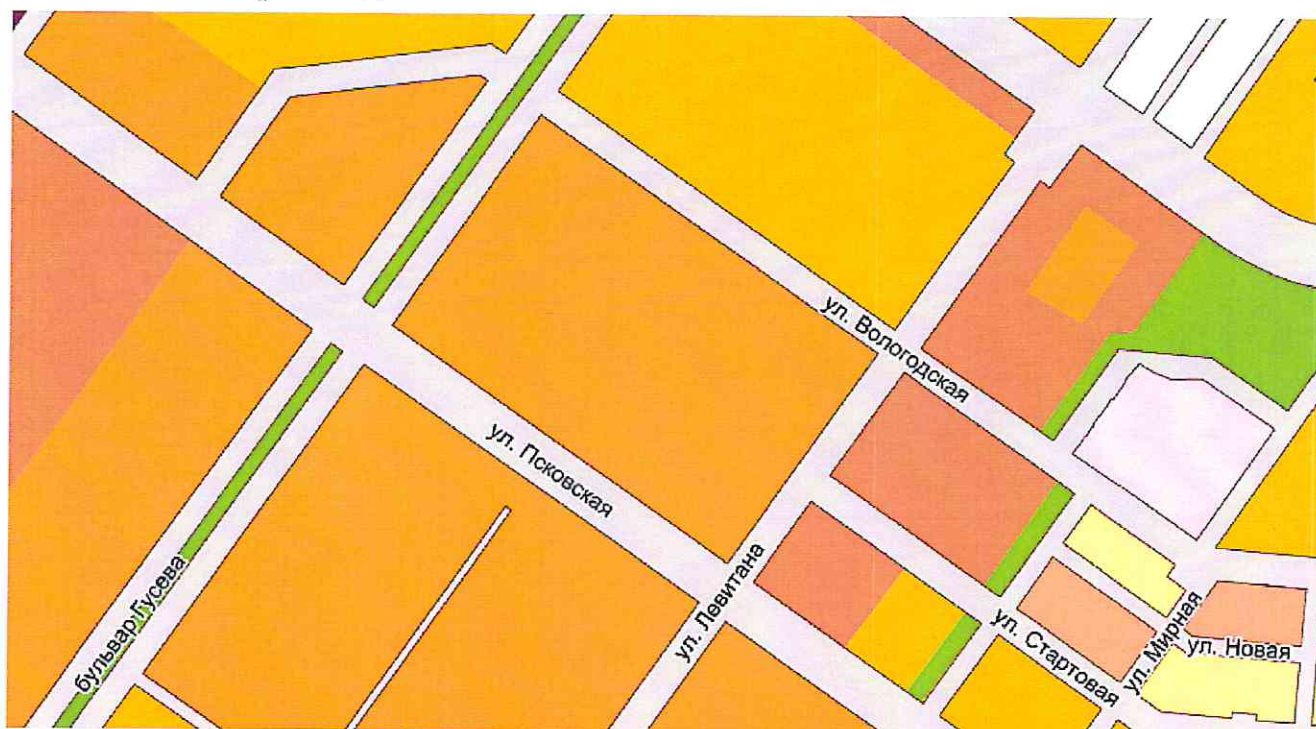 ул. Вологодская
ул. Псковская
бульвар Гусева
ул. Левитана
ул. Стартовая
ул. Мирная
ул. Новая